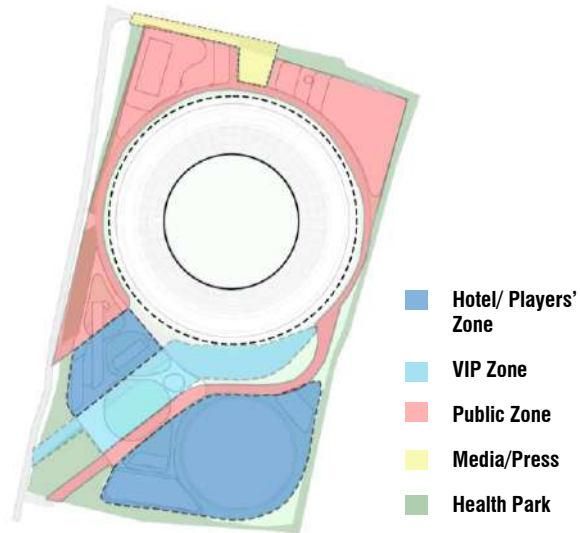 Hotel/ Players’
Zone
VIP Zone
Public Zone
Media/Press
Health Park